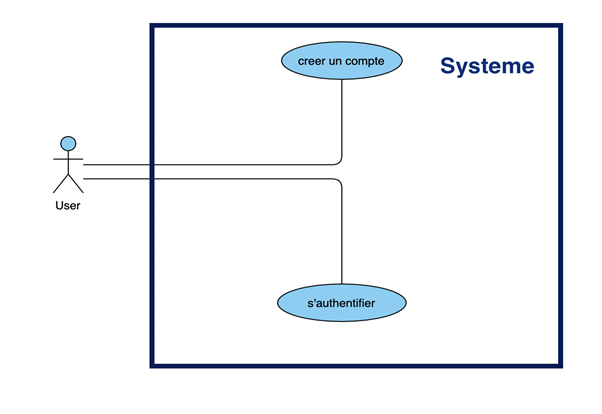 creer un compte
Systeme
User
s'authentifier